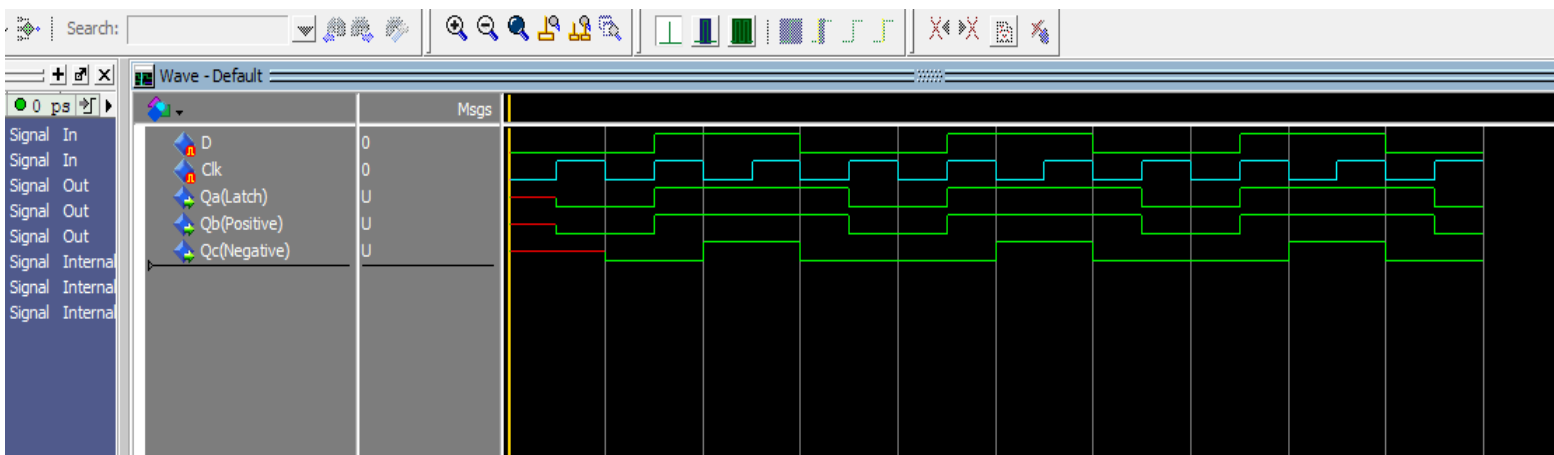 Search:
Wave - Default
0 ps
Msgs
Signal In
Signal In
Signal Out
Signal Out
Signal Out
Signal Internal
Signal Internal
Signal Internal
D 0
Clk 0
Qa(Latch) U
Qb(Positive) U
Qc(Negative) U